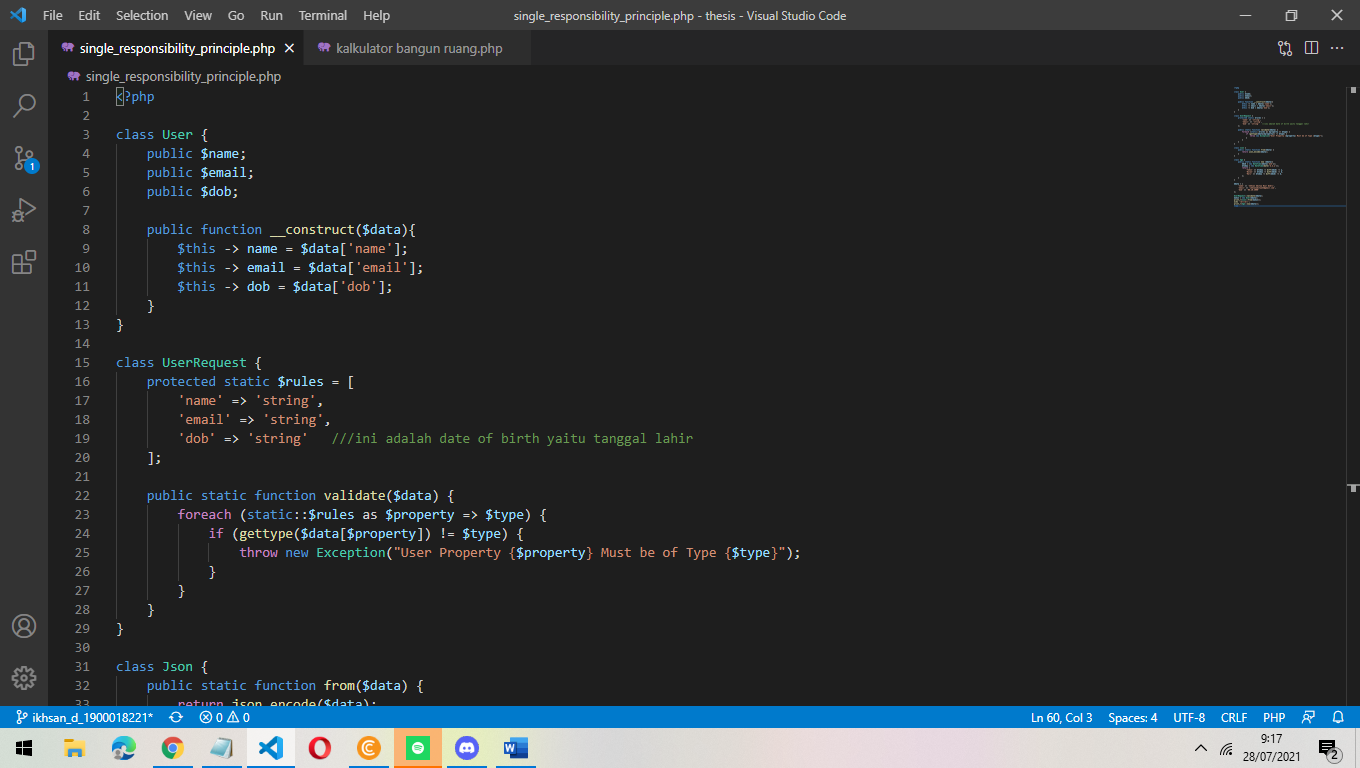 File Edit Selection View Go Run Terminal Help single_responsibility_principle.php - thesis - Visual Studio Code
single_responsibility_principle.php kalkulator bangun ruang.php
single_responsibility_principle.php
1 <?php
2
3 class User {
4 public $name;
5 public $email;
6 public $dob;
7
8 public function __construct($data){
9 $this -> name = $data['name'];
10 $this -> email = $data['email'];
11 $this -> dob = $data['dob'];
12 }
13 }
14
15 class UserRequest {
16 protected static $rules = [
17 'name' => 'string',
18 'email' => 'string',
19 'dob' => 'string' ///ini adalah date of birth yaitu tanggal lahir
20 ];
21
22 public static function validate($data) {
23 foreach (static::$rules as $property => $type) {
24 if (gettype($data[$property]) != $type) {
25 throw new Exception("User Property {$property} Must be of Type {$type}");
26 }
27 }
28 }
29 }
30
31 class Json {
32 public static function from($data) {
33 return json_encode($data);
1
ikhsan_d_1900018221* 0 0 Ln 60, Col 3 Spaces: 4 UTF-8 CRLF PHP
9:17
28/07/2021
2